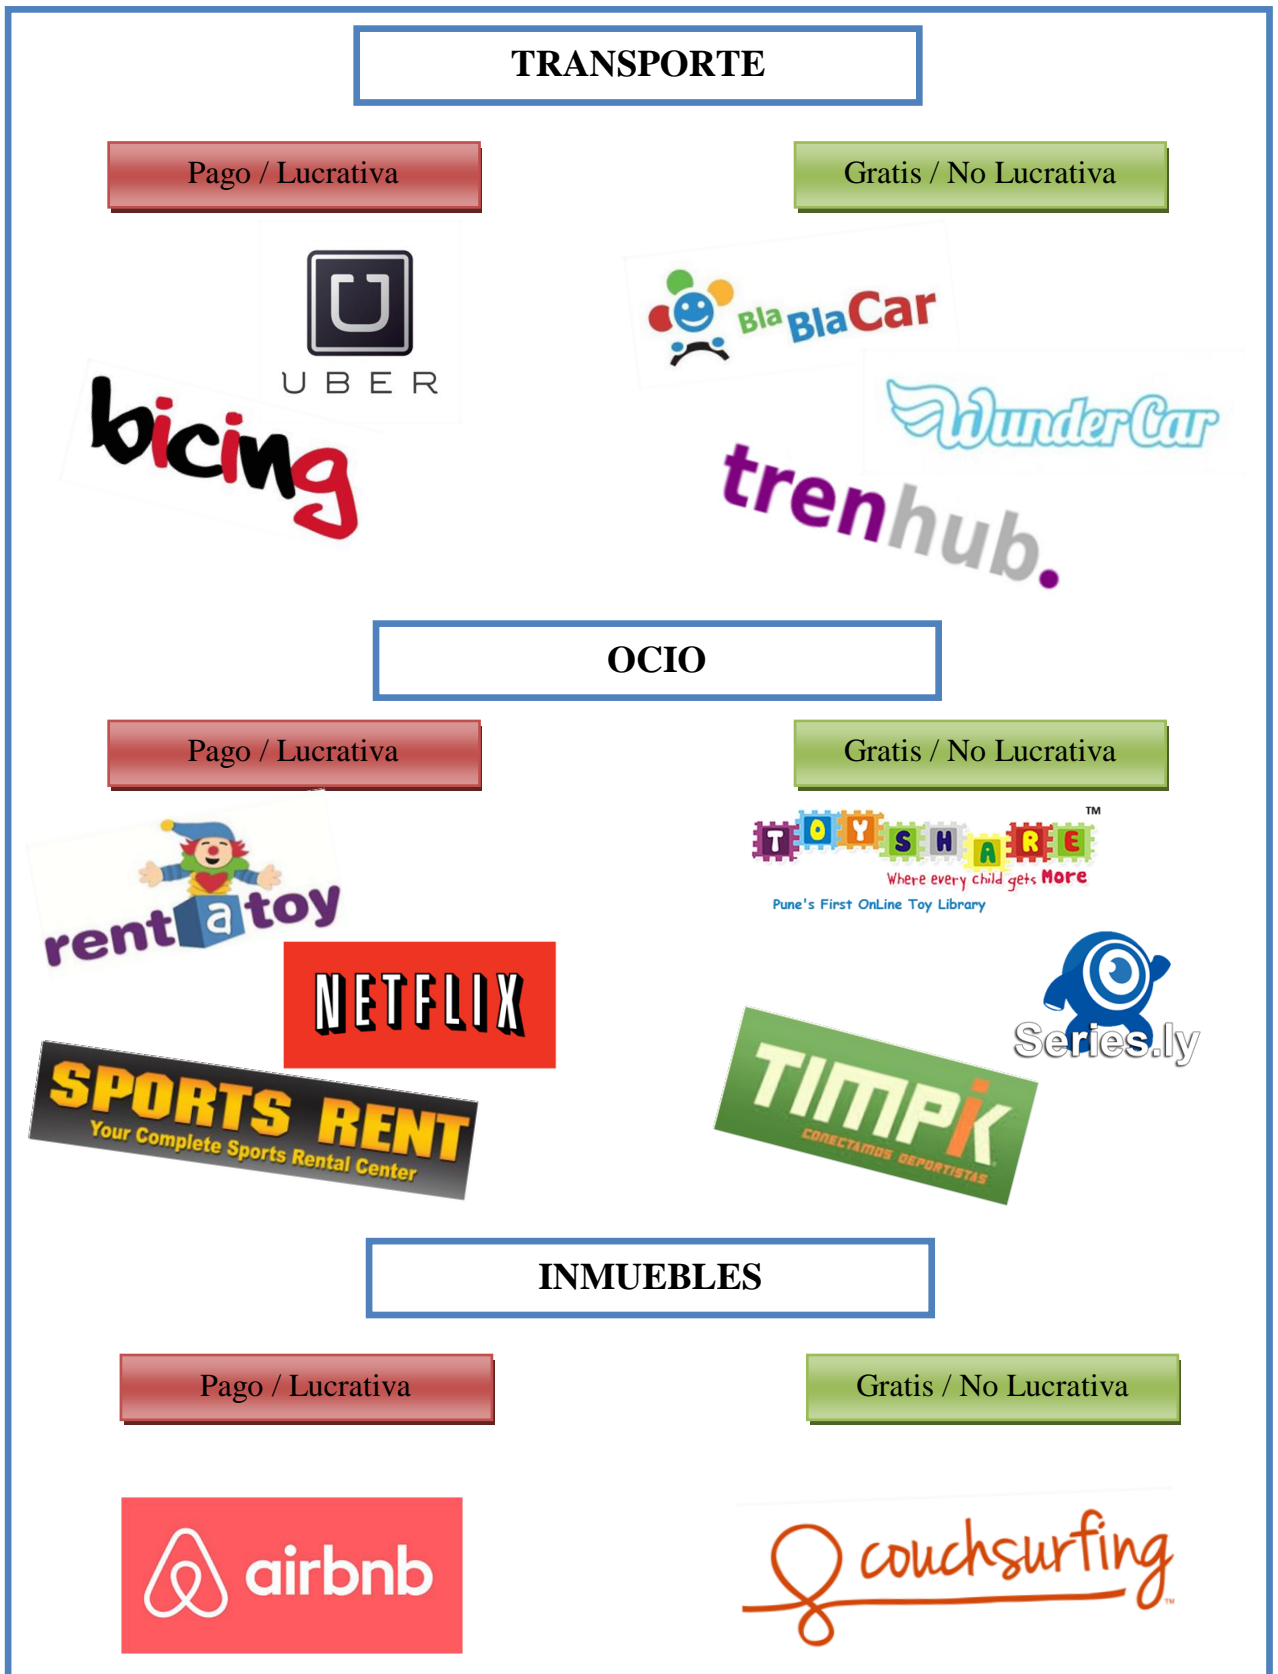 TRANSPORTE
Pago / Lucrativa
Gratis / No Lucrativa
UBER
bicing
Bla BlaCar
WunderCar
trenhub.
OCIO
Pago / Lucrativa
Gratis / No Lucrativa
rent a toy
NETFLIX
SPORTS RENT
Your Complete Sports Rental Center
TOYSHARE™
Where every child gets More
Pune's First OnLine Toy Library
Series.ly
TIMPiK
CONECTAMOS DEPORTISTAS
INMUEBLES
Pago / Lucrativa
Gratis / No Lucrativa
airbnb
couchsurfing™